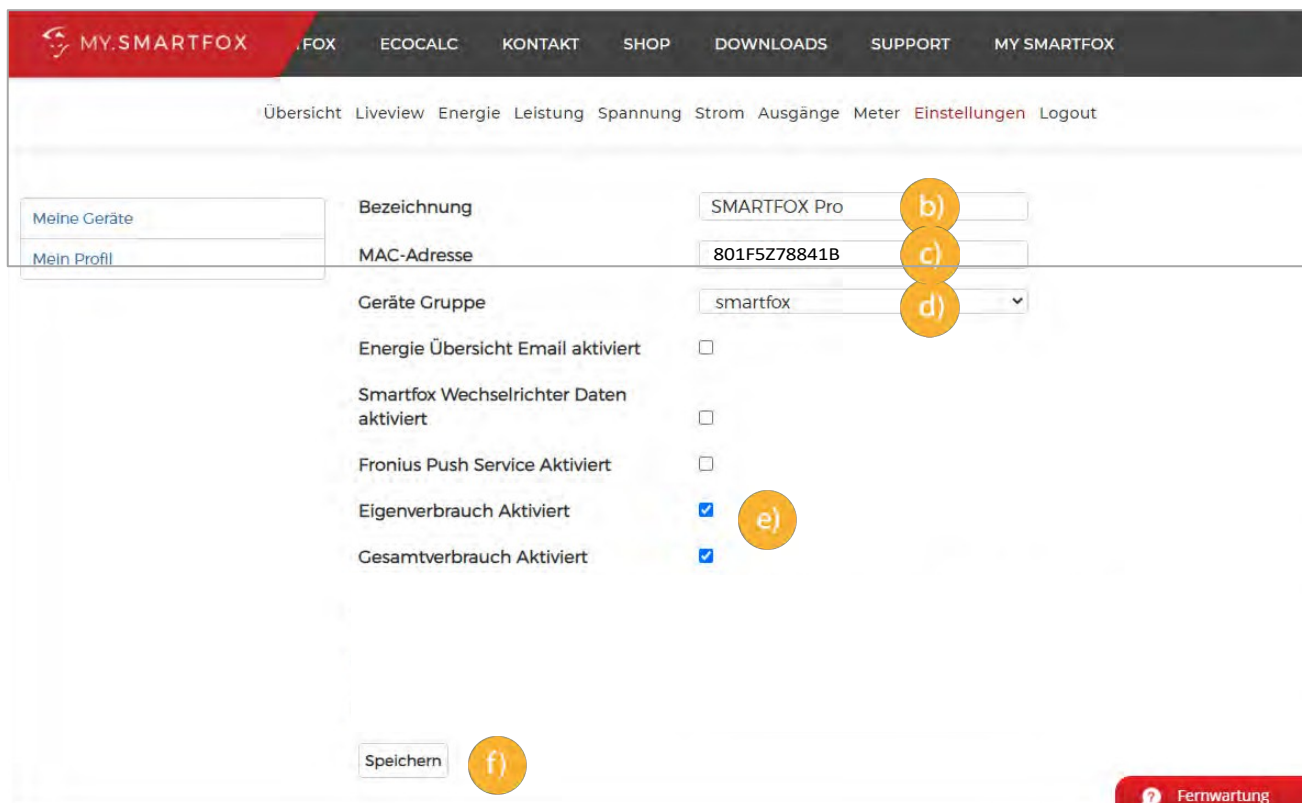 MY.SMARTFOX FOX ECOCALC KONTAKT SHOP DOWNLOADS SUPPORT MY SMARTFOX
Übersicht Liveview Energie Leistung Spannung Strom Ausgänge Meter Einstellungen Logout
Meine Geräte
Mein Profil
Bezeichnung SMARTFOX Pro b)
MAC-Adresse 801F5Z78841B c)
Geräte Gruppe smartfox d)
Energie Übersicht Email aktiviert
Smartfox Wechselrichter Daten
aktiviert
Fronius Push Service Aktiviert
Eigenverbrauch Aktiviert e)
Gesamtverbrauch Aktiviert
Speichern f)
? Fernwartung